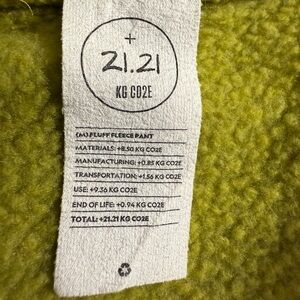 +
21.21
KG CO2E
(M) FLUFF FLEECE PANT
MATERIALS: +8.50 KG CO2E
MANUFACTURING: +0.85 KG CO2E
TRANSPORTATION: +1.56 KG CO2E
USE: +9.36 KG CO2E
END OF LIFE: +0.94 KG CO2E
TOTAL: +21.21 KG CO2E